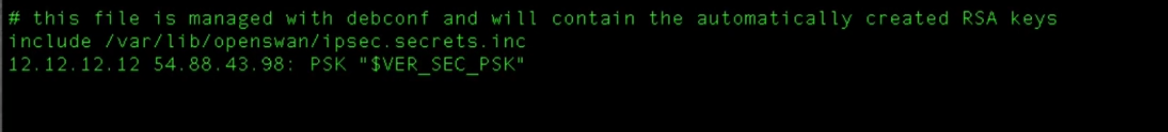 # this file is managed with debconf and will contain the automatically created RSA keys
include /var/lib/openswan/ipsec.secrets.inc
12.12.12.12 54.88.43.98: PSK "$VER_SEC_PSK"